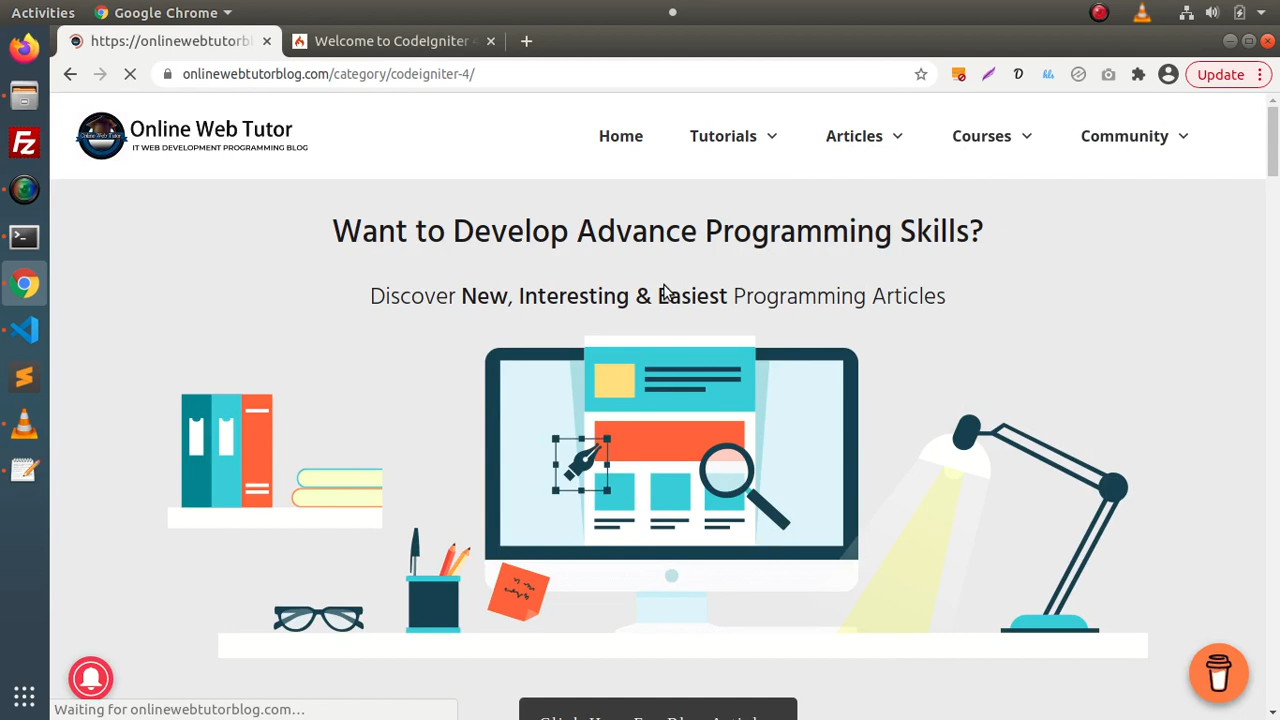 Activities Google Chrome
https://onlinewebtutorbl
Welcome to CodeIgniter
onlinewebtutorblog.com/category/codeigniter-4/
Update
Online Web Tutor
IT WEB DEVELOPMENT PROGRAMMING BLOG
Home Tutorials Articles Courses Community
Want to Develop Advance Programming Skills?
Discover New, Interesting & Easiest Programming Articles
Waiting for onlinewebtutorblog.com...